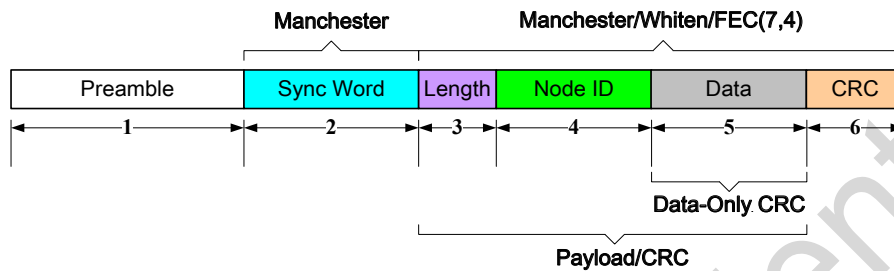 Manchester
Manchester/Whiten/FEC(7,4)
Preamble
Sync Word
Length
Node ID
Data
CRC
1
2
3
4
5
6
Data-Only CRC
Payload/CRC